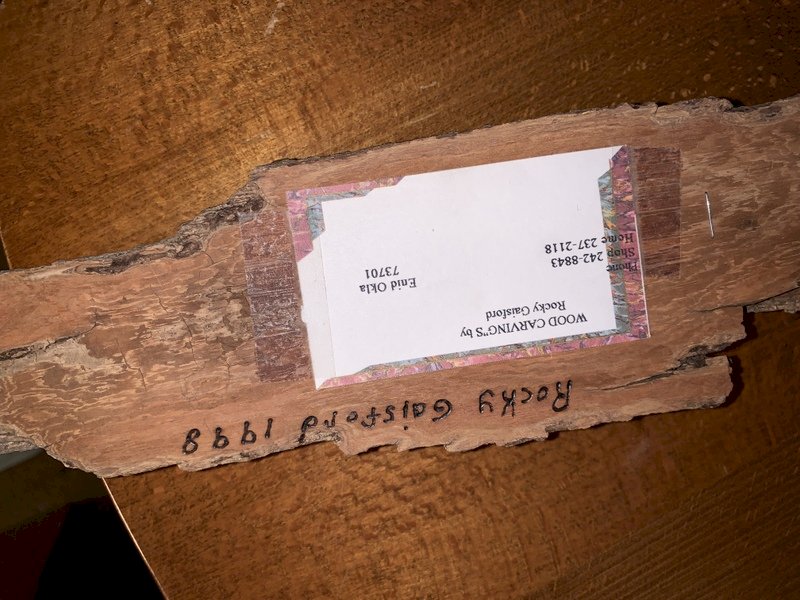 Rocky Gaisford 1998
WOOD CARVING"S by
Rocky Gaisford
Phone
Shop 242-8843
Home 237-2118
Enid Okla
73701